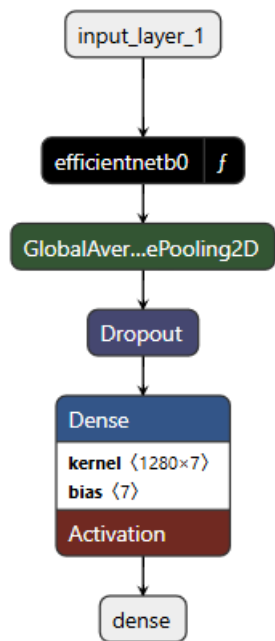 input_layer_1
efficientnetb0 f
GlobalAver...ePooling2D
Dropout
Dense
kernel ⟨1280×7⟩
bias ⟨7⟩
Activation
dense